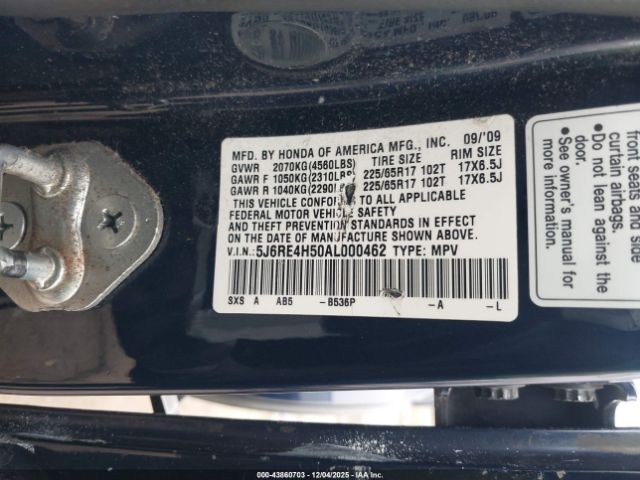 MFD. BY HONDA OF AMERICA MFG., INC. 09/'09
GVWR 2070KG(4560LBS) TIRE SIZE RIM SIZE
GAWR F 1050KG(2310LBS) 225/65R17 102T 17X6.5J
GAWR R 1040KG(2290LBS) 225/65R17 102T 17X6.5J
THIS VEHICLE CONFORMS TO ALL APPLICABLE
FEDERAL MOTOR VEHICLE SAFETY
AND THEFT PREVENTION STANDARDS IN EFFECT
ON THE DATE OF MANUFACTURE SHOWN ABOVE.
V.I.N.: 5J6RE4H50AL000462 TYPE: MPV
SXS A AB5 - B536P - A - L
front seats and
curtain airbags.
• Do not lean against the
door.
• See owner's manual for
information.
000-43860703 - 12/04/2025 - IAAI.COM